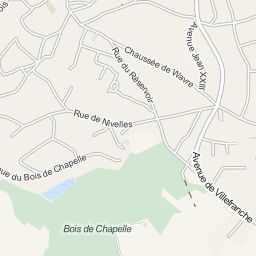 Chaussée de Wavre
Avenue Jean XXIII
Rue du Réservoir
Rue de Nivelles
Rue du Bois de Chapelle
Avenue de Villefranche
Bois de Chapelle